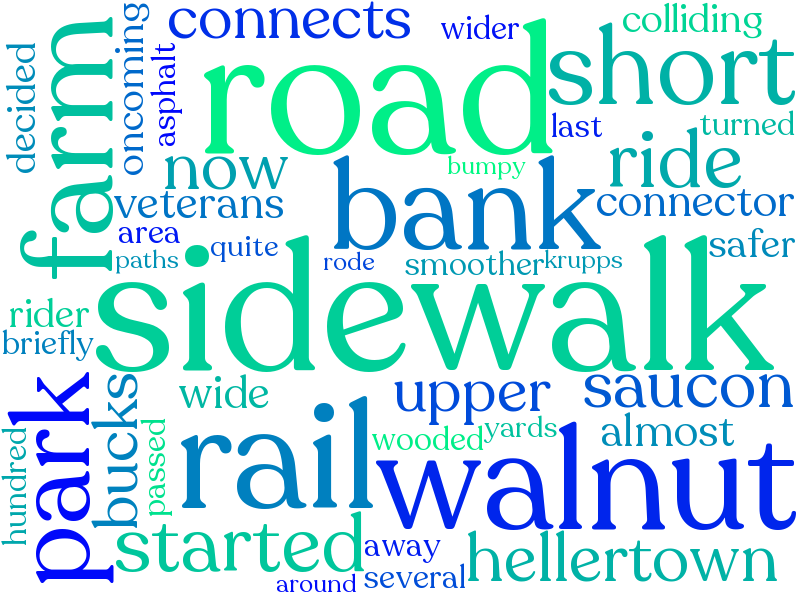 connects
wider
colliding
decided
farm
oncoming
asphalt
road
short
last
turned
now
bumpy
ride
veterans
bank
connector
area
quite
safer
paths
rode
smoother
krupps
sidewalk
rider
briefly
park
bucks
wide
upper
saucon
hundred
passed
rail
wooded
yards
almost
walnut
started
away
hellertown
around
several